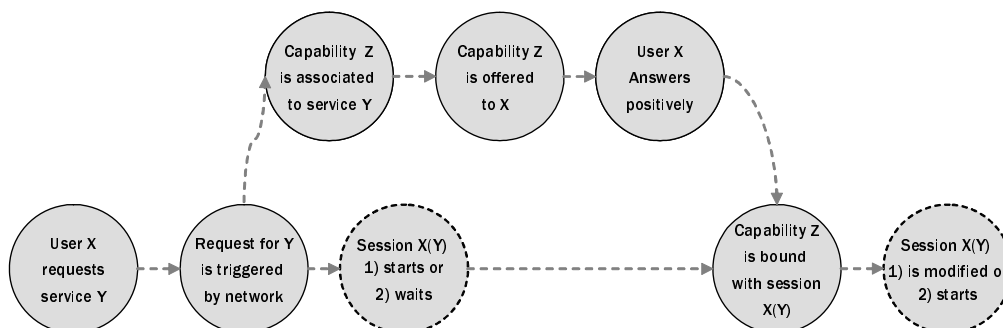 Capability Z
is associated
to service Y
Capability Z
is offered
to X
User X
Answers
positively
User X
requests
service Y
Request for Y
is triggered
by network
Session X(Y)
1) starts or
2) waits
Capability Z
is bound
with session
X(Y)
Session X(Y)
1) is modified o
2) starts